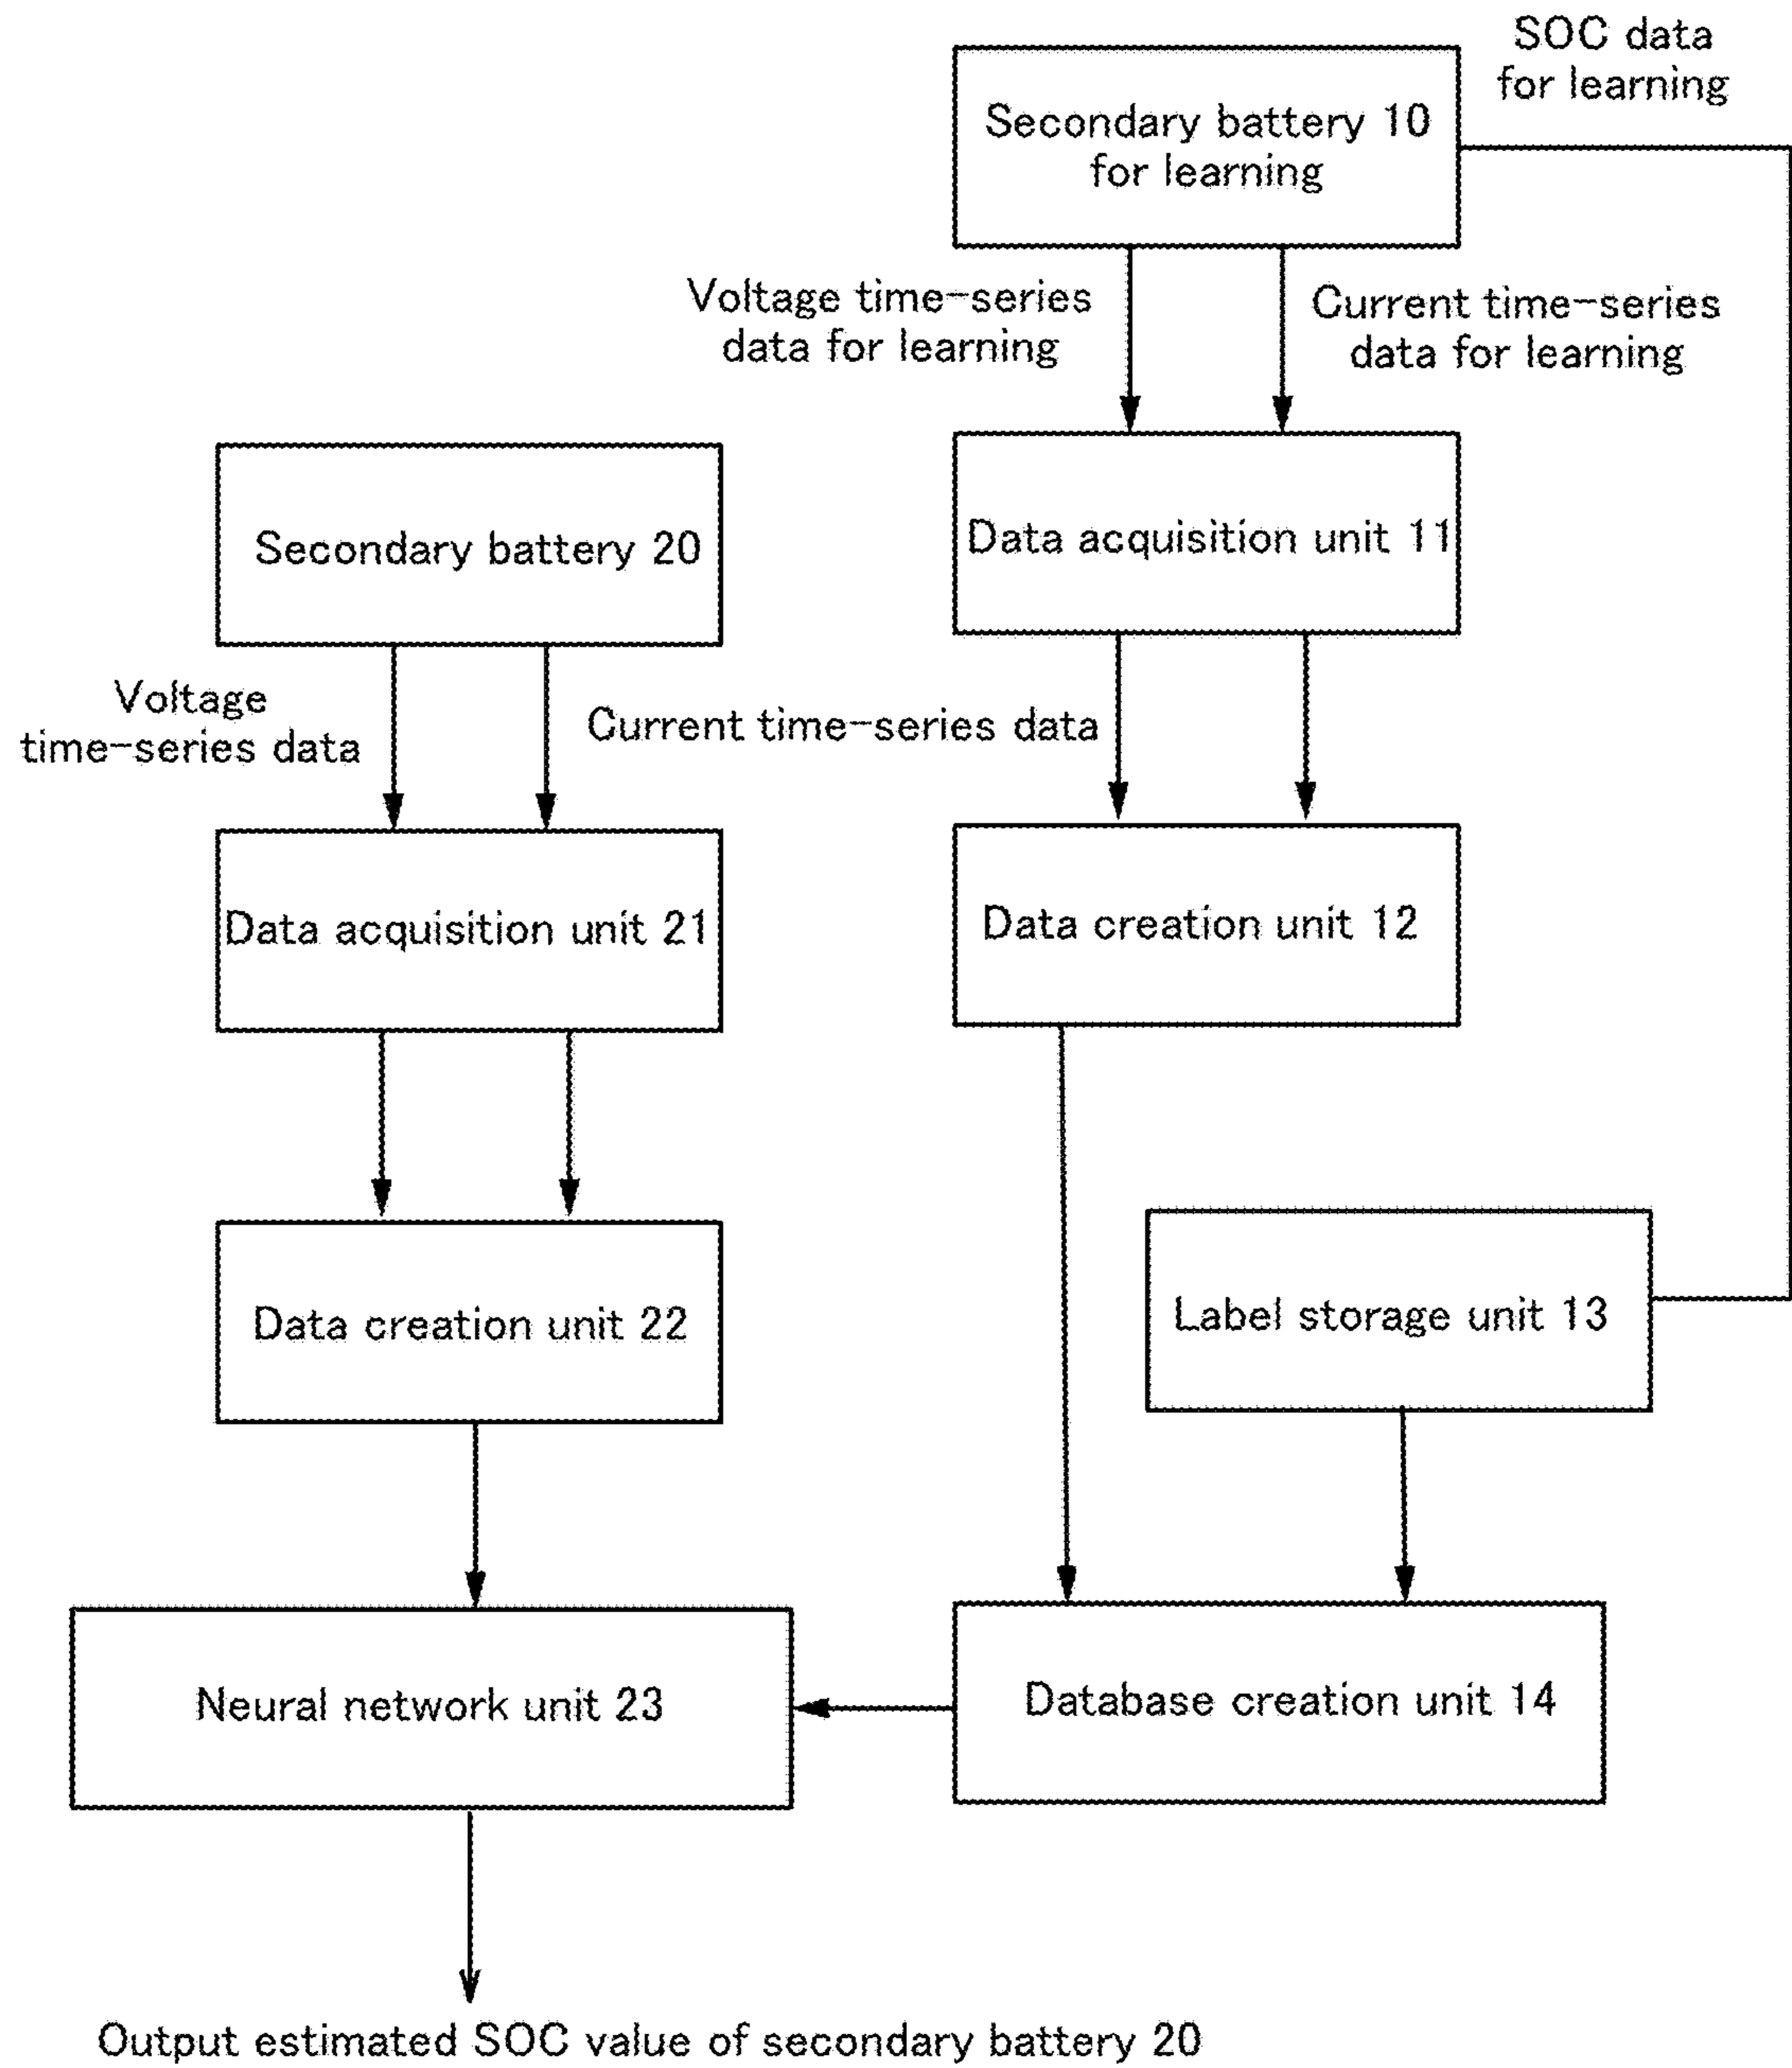 SOC data
for learning
Secondary battery 10
for learning
Voltage time-series
data for learning
Current time-series
data for learning
Data acquisition unit 11
Secondary battery 20
Voltage
time-series data
Current time-series data
Data acquisition unit 21
Data creation unit 12
Data creation unit 22
Label storage unit 13
Neural network unit 23
Database creation unit 14
Output estimated SOC value of secondary battery 20